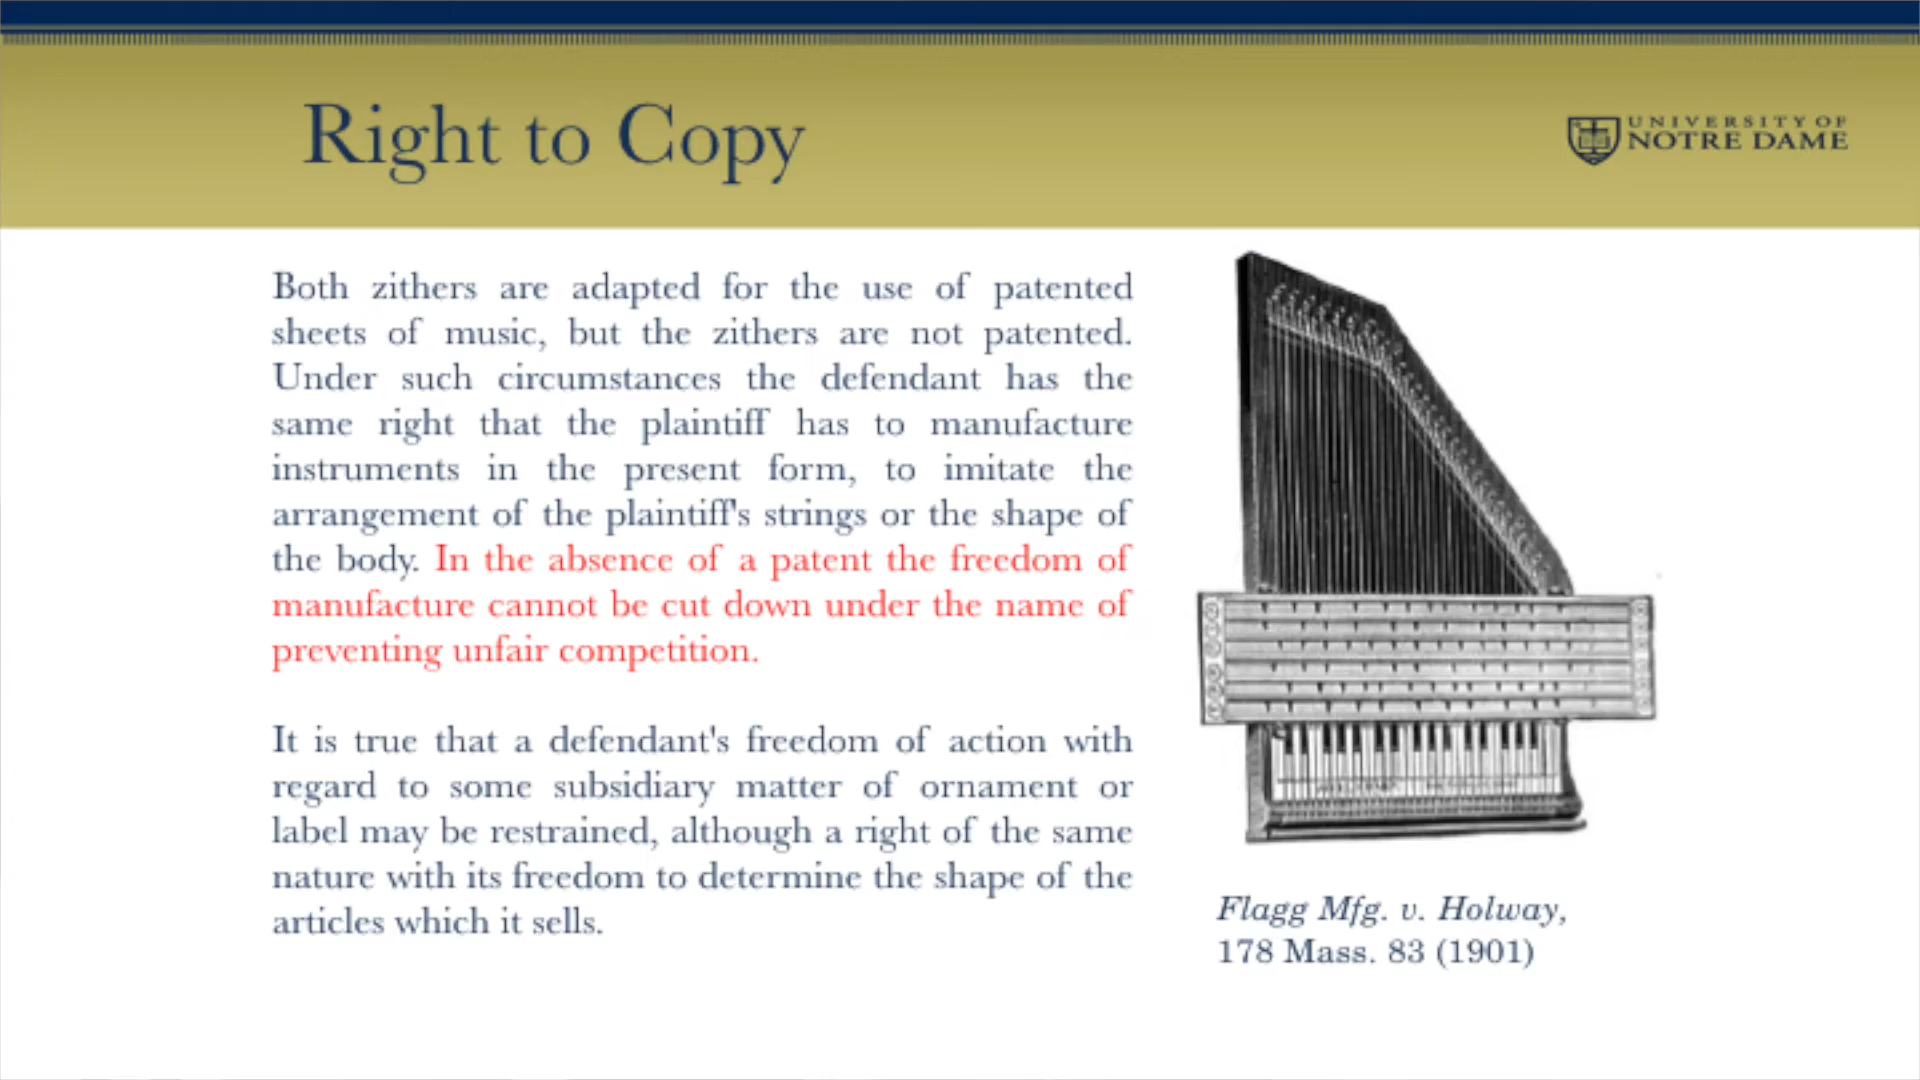 Right to Copy
UNIVERSITY OF
NOTRE DAME
Both zithers are adapted for the use of patented
sheets of music, but the zithers are not patented.
Under such circumstances the defendant has the
same right that the plaintiff has to manufacture
instruments in the present form, to imitate the
arrangement of the plaintiff's strings or the shape of
the body. In the absence of a patent the freedom of
manufacture cannot be cut down under the name of
preventing unfair competition.
It is true that a defendant's freedom of action with
regard to some subsidiary matter of ornament or
label may be restrained, although a right of the same
nature with its freedom to determine the shape of the
articles which it sells.
Flagg Mfg. v. Holway,
178 Mass. 83 (1901)